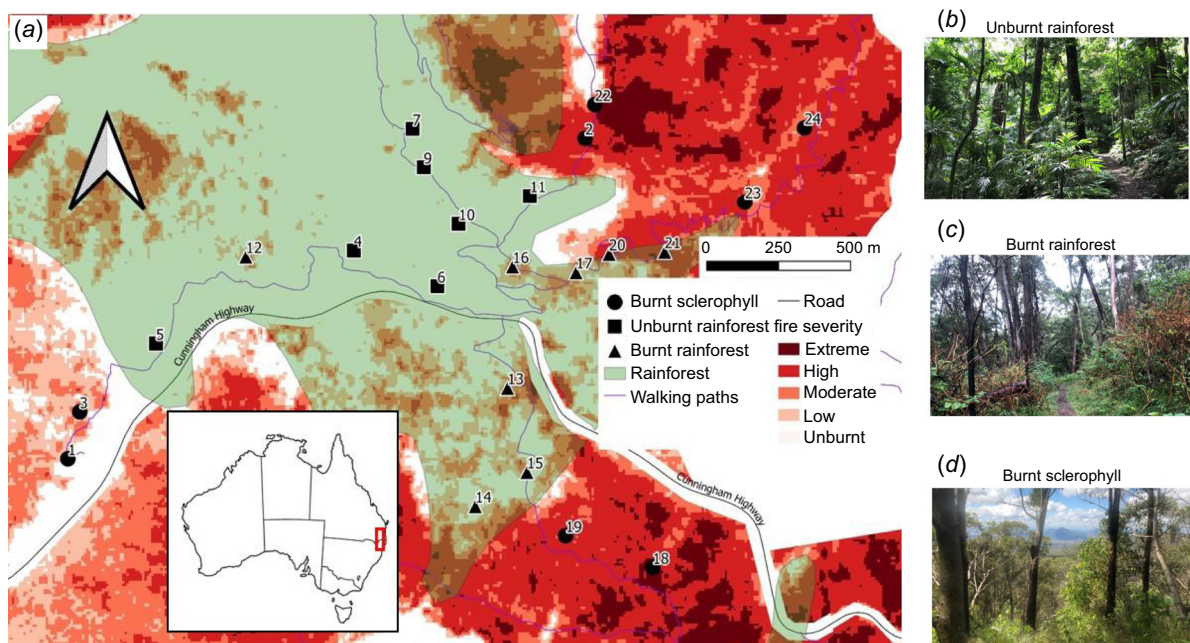 (a)
22
2
24
7
9
11
23
10
4
12
16
17
20
21
6
5
Cunningham Highway
3
1
13
15
14
19
18
Cunningham Highway
0 250 500 m
Burnt sclerophyll
Road
Unburnt rainforest fire severity
Burnt rainforest
Extreme
Rainforest
High
Walking paths
Moderate
Low
Unburnt
(b)
Unburnt rainforest
(c)
Burnt rainforest
(d)
Burnt sclerophyll